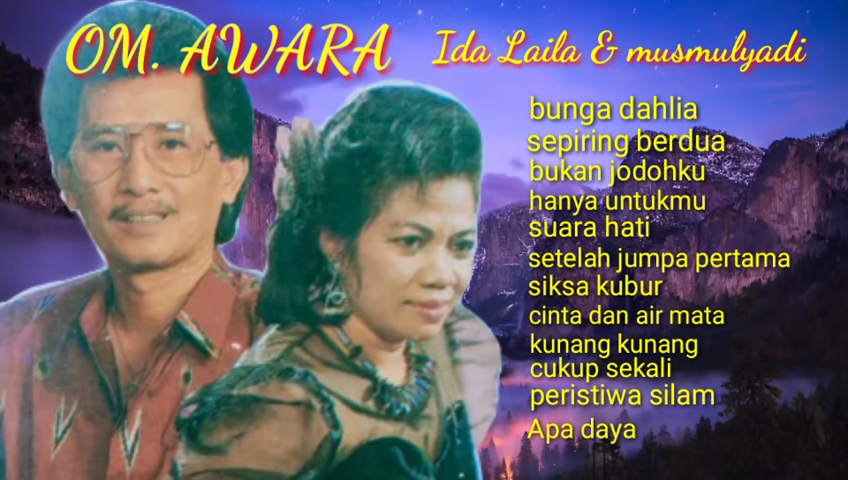 OM. AWARA
Ida Laila & musmulyadi
bunga dahlia
sepiring berdua
bukan jodohku
hanya untukmu
suara hati
setelah jumpa pertama
siksa kubur
cinta dan air mata
kunang kunang
cukup sekali
peristiwa silam
Apa daya